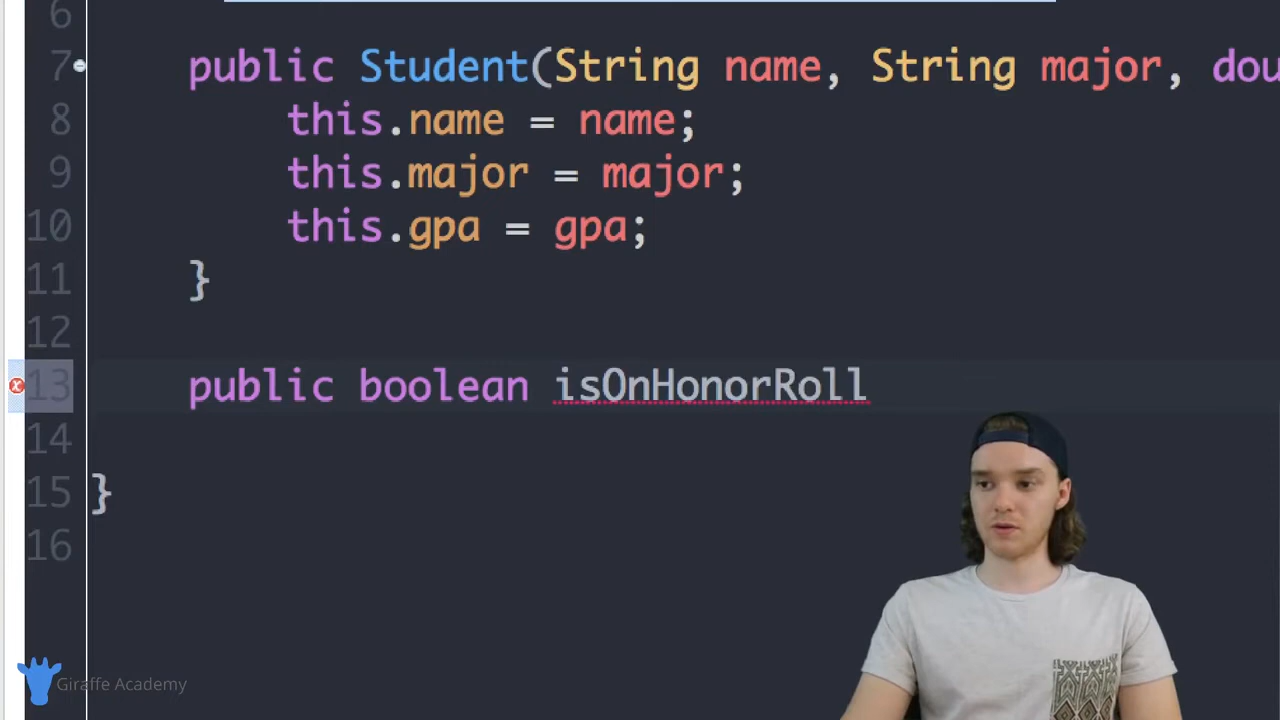 6
7 public Student(String name, String major, dou
8 this.name = name;
9 this.major = major;
10 this.gpa = gpa;
11 }
12
13 public boolean isOnHonorRoll
14
15 }
16
Giraffe Academy